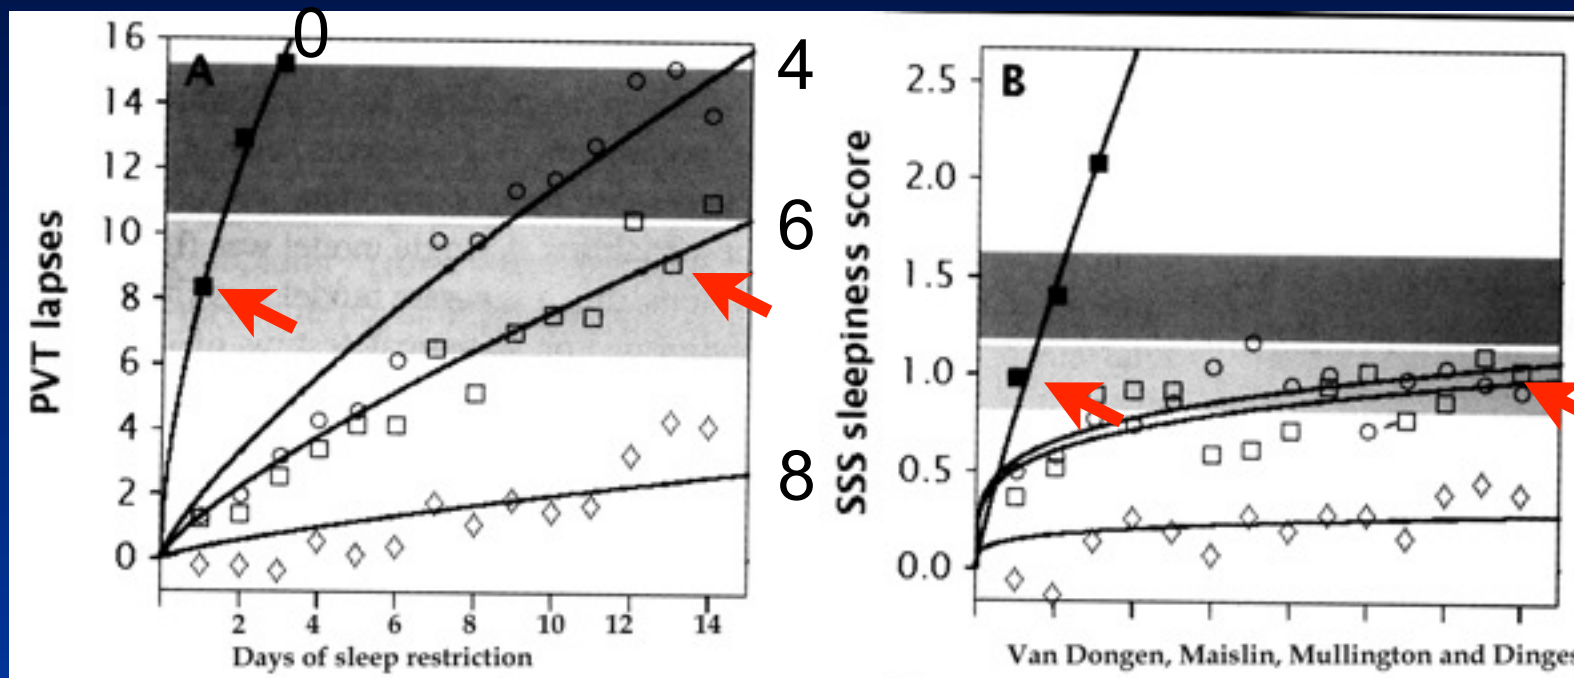 A
PVT lapses
16
14
12
10
8
6
4
2
0
2 4 6 8 10 12 14
Days of sleep restriction
0
4
6
8
B
SSS sleepiness score
2.5
2.0
1.5
1.0
0.5
0.0
Van Dongen, Maislin, Mullington and Dinges